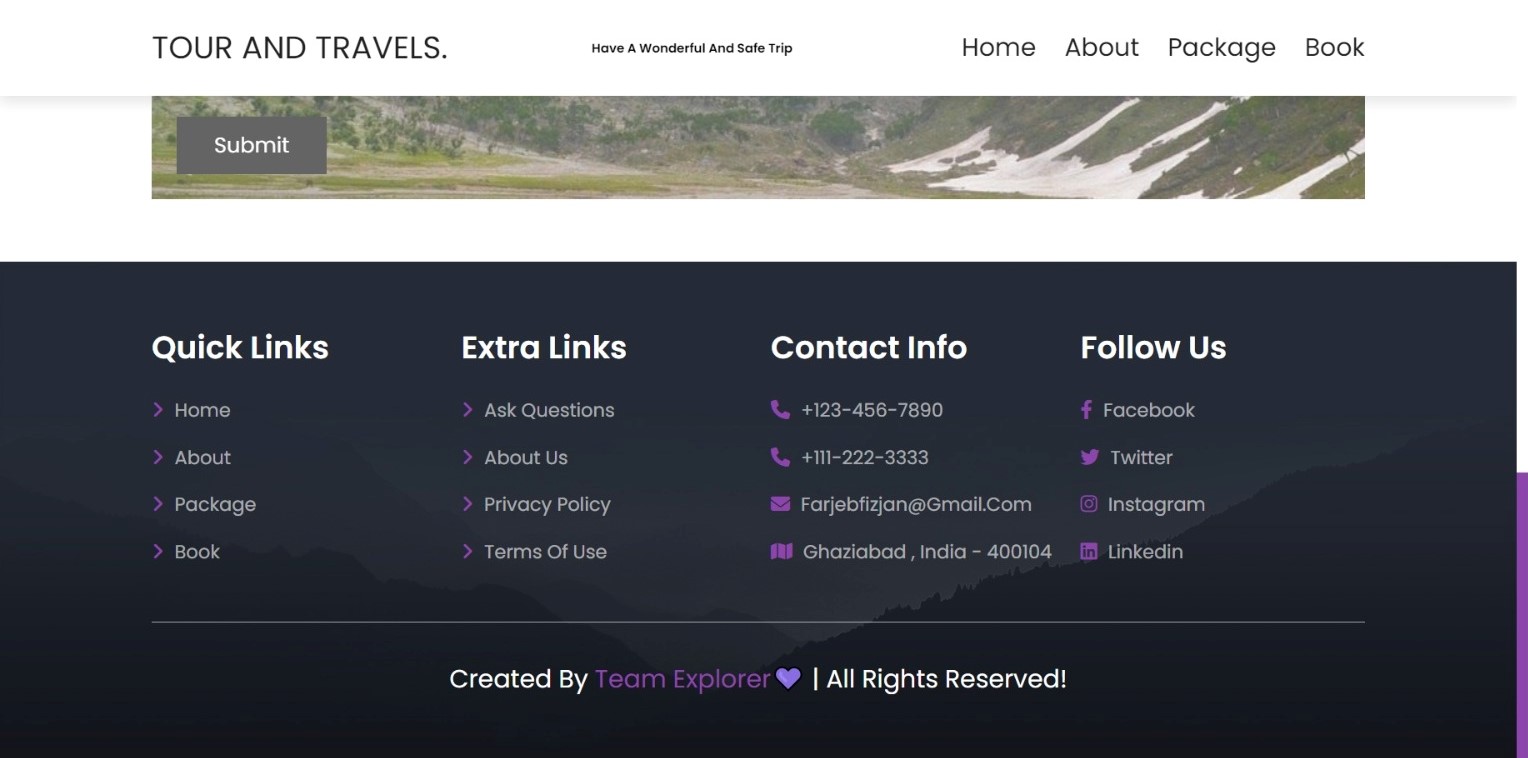 TOUR AND TRAVELS.
Have A Wonderful And Safe Trip
Home About Package Book
Submit
Quick Links
Home
About
Package
Book
Extra Links
Ask Questions
About Us
Privacy Policy
Terms Of Use
Contact Info
+123-456-7890
+111-222-3333
Farjebfizjan@Gmail.Com
Ghaziabad , India - 400104
Follow Us
Facebook
Twitter
Instagram
Linkedin
Created By Team Explorer💜 | All Rights Reserved!